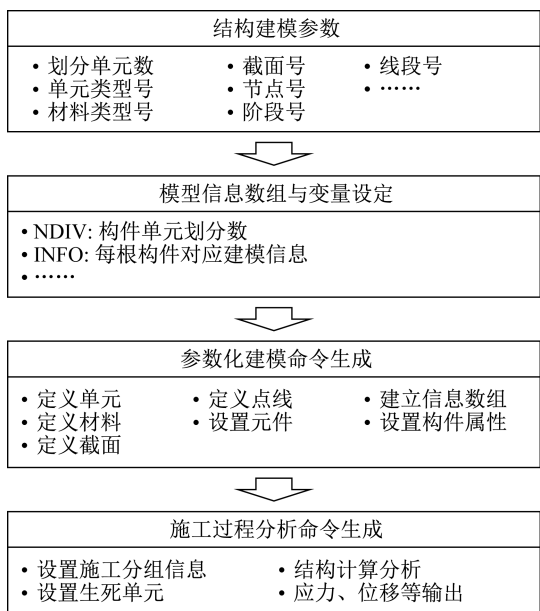 结构建模参数
• 划分单元数 • 截面号 • 线段号
• 单元类型号 • 节点号 • ……
• 材料类型号 • 阶段号
模型信息数组与变量设定
• NDIV: 构件单元划分数
• INFO: 每根构件对应建模信息
• ……
参数化建模命令生成
• 定义单元 • 定义点线 • 建立信息数组
• 定义材料 • 设置元件 • 设置构件属性
• 定义截面
施工过程分析命令生成
• 设置施工分组信息 • 结构计算分析
• 设置生死单元 • 应力、位移等输出